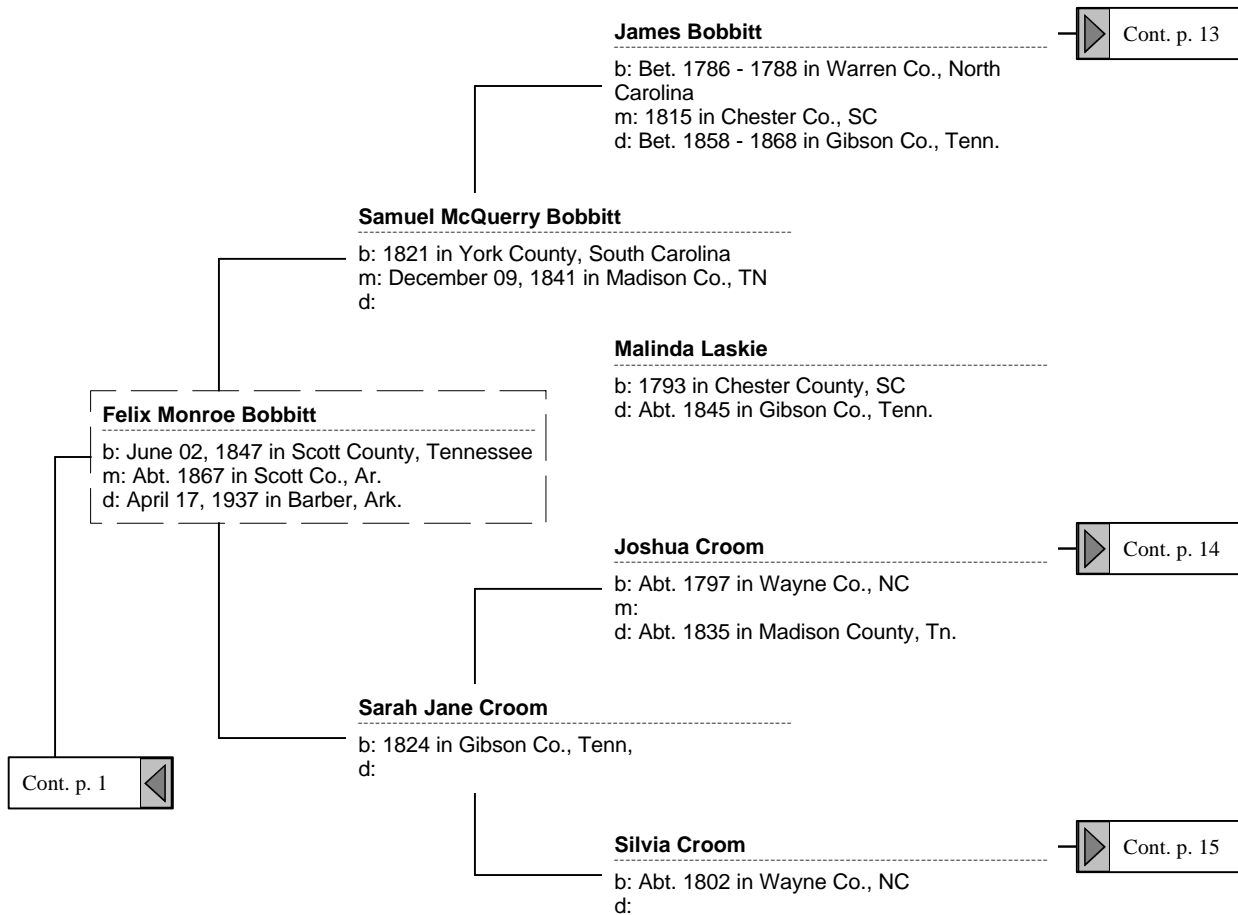 James Bobbitt
Cont. p. 13
b: Bet. 1786 - 1788 in Warren Co., North
Carolina
m: 1815 in Chester Co., SC
d: Bet. 1858 - 1868 in Gibson Co., Tenn.
Samuel McQuerry Bobbitt
b: 1821 in York County, South Carolina
m: December 09, 1841 in Madison Co., TN
d:
Malinda Laskie
b: 1793 in Chester County, SC
d: Abt. 1845 in Gibson Co., Tenn.
Felix Monroe Bobbitt
b: June 02, 1847 in Scott County, Tennessee
m: Abt. 1867 in Scott Co., Ar.
d: April 17, 1937 in Barber, Ark.
Joshua Croom
Cont. p. 14
b: Abt. 1797 in Wayne Co., NC
m:
d: Abt. 1835 in Madison County, Tn.
Sarah Jane Croom
b: 1824 in Gibson Co., Tenn,
d:
Cont. p. 1
Silvia Croom
Cont. p. 15
b: Abt. 1802 in Wayne Co., NC
d: